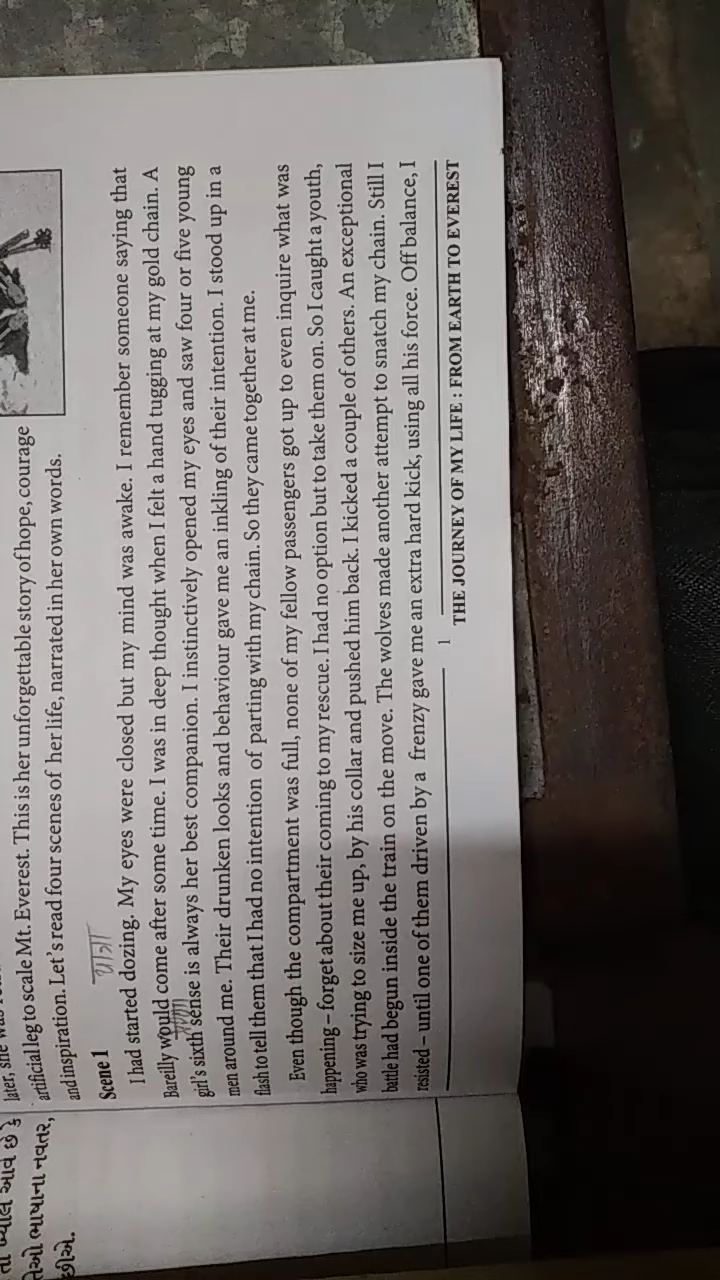 later, she was
artificial leg to scale Mt. Everest. This is her unforgettable story of hope, courage
and inspiration. Let's read four scenes of her life, narrated in her own words.
Scene 1
I had started dozing. My eyes were closed but my mind was awake. I remember someone saying that
Bareilly would come after some time. I was in deep thought when I felt a hand tugging at my gold chain. A
girl's sixth sense is always her best companion. I instinctively opened my eyes and saw four or five young
men around me. Their drunken looks and behaviour gave me an inkling of their intention. I stood up in a
flash to tell them that I had no intention of parting with my chain. So they came together at me.
Even though the compartment was full, none of my fellow passengers got up to even inquire what was
happening – forget about their coming to my rescue. I had no option but to take them on. So I caught a youth,
who was trying to size me up, by his collar and pushed him back. I kicked a couple of others. An exceptional
battle had begun inside the train on the move. The wolves made another attempt to snatch my chain. Still I
resisted – until one of them driven by a frenzy gave me an extra hard kick, using all his force. Off balance, I
1
THE JOURNEY OF MY LIFE : FROM EARTH TO EVEREST
આવે છે કે
ભાષાના નવતર,
છીએ.